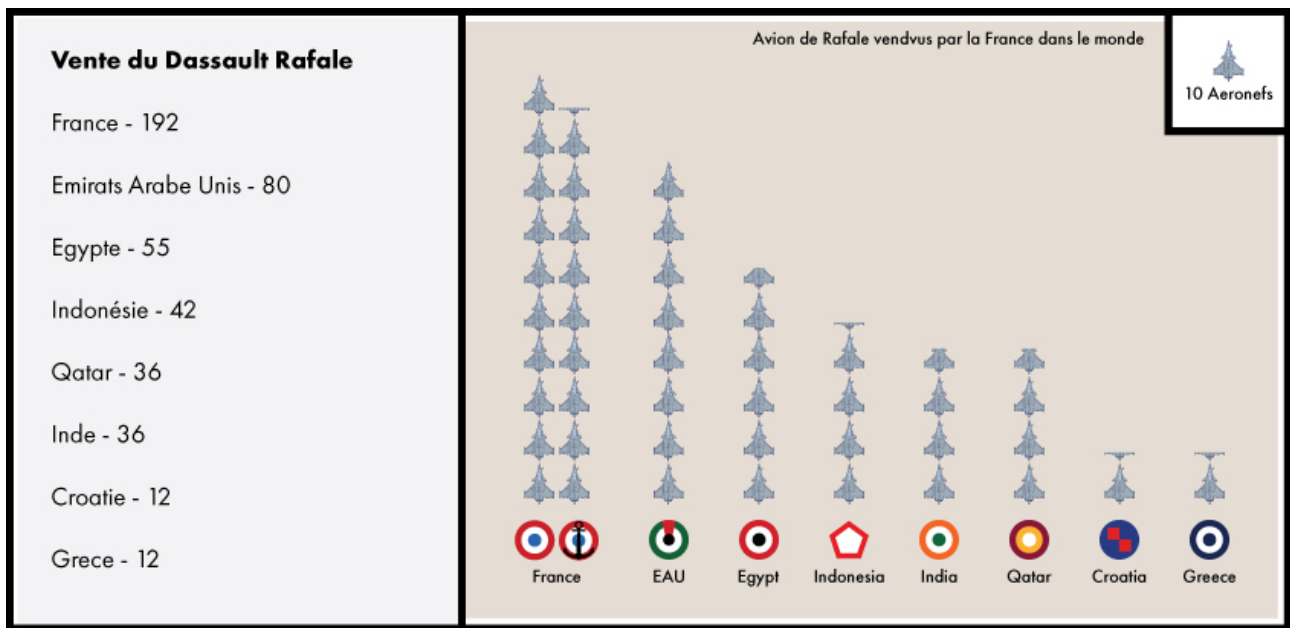 Vente du Dassault Rafale
France - 192
Emirats Arabe Unis - 80
Egypte - 55
Indonésie - 42
Qatar - 36
Inde - 36
Croatie - 12
Grece - 12
Avion de Rafale vendvus par la France dans le monde
10 Aeronefs
France
EAU
Egypt
Indonesia
India
Qatar
Croatia
Greece